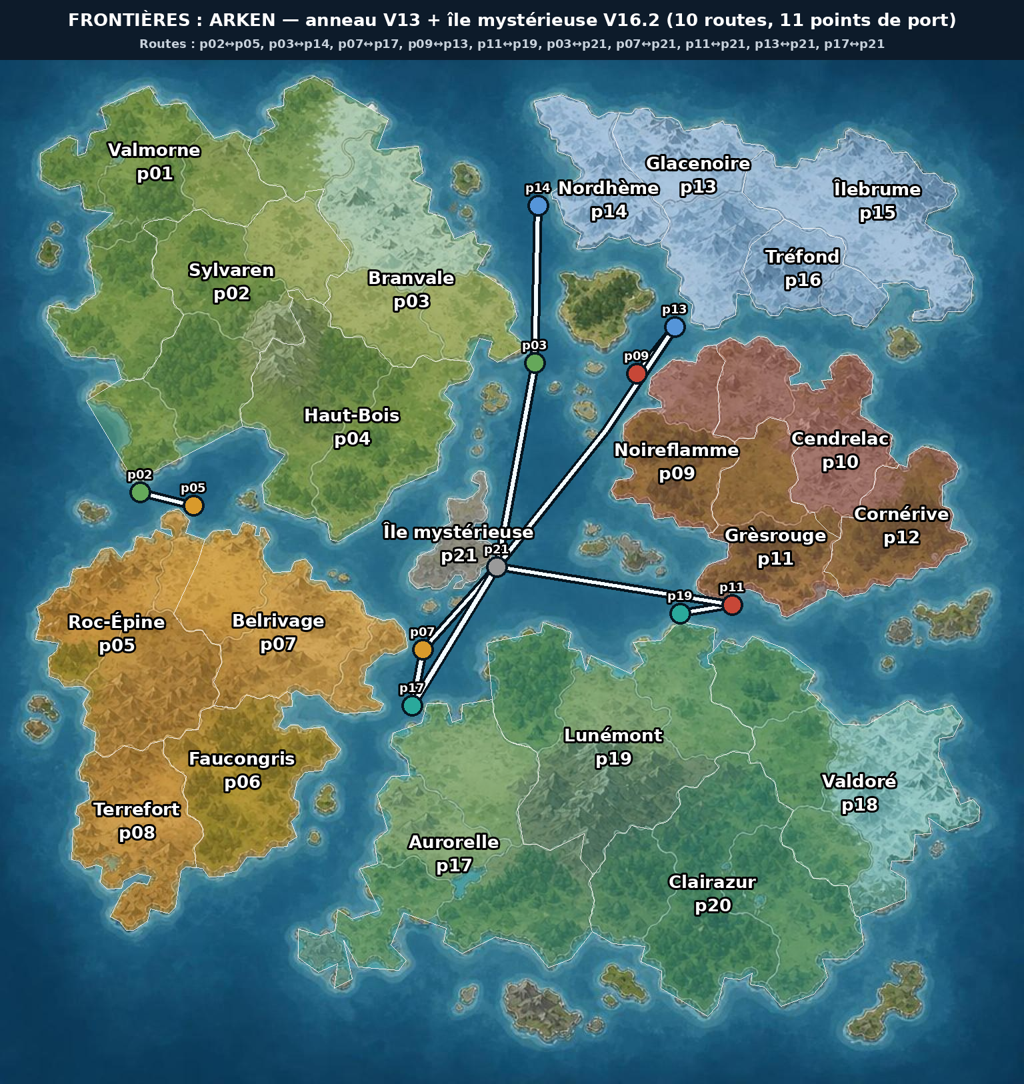 FRONTIÈRES : ARKEN — anneau V13 + île mystérieuse V16.2 (10 routes, 11 points de port)
Routes : p02↔p05, p03↔p14, p07↔p17, p09↔p13, p11↔p19, p03↔p21, p07↔p21, p11↔p21, p13↔p21, p17↔p21
Valmorne
p01
Glacenoire
p13
p14
Nordhème
p14
Îlebrume
p15
Sylvaren
p02
Branvale
p03
Tréfond
p16
p13
p03
p09
Haut-Bois
p04
Noireflamme
p09
Cendrelac
p10
p02
p05
Île mystérieuse
p21
p21
Grèsrouge
p11
Cornérive
p12
p19
p11
Roc-Épine
p05
Belrivage
p07
p07
p17
Lunémont
p19
Faucongris
p06
Valdoré
p18
Terrefort
p08
Aurorelle
p17
Clairazur
p20